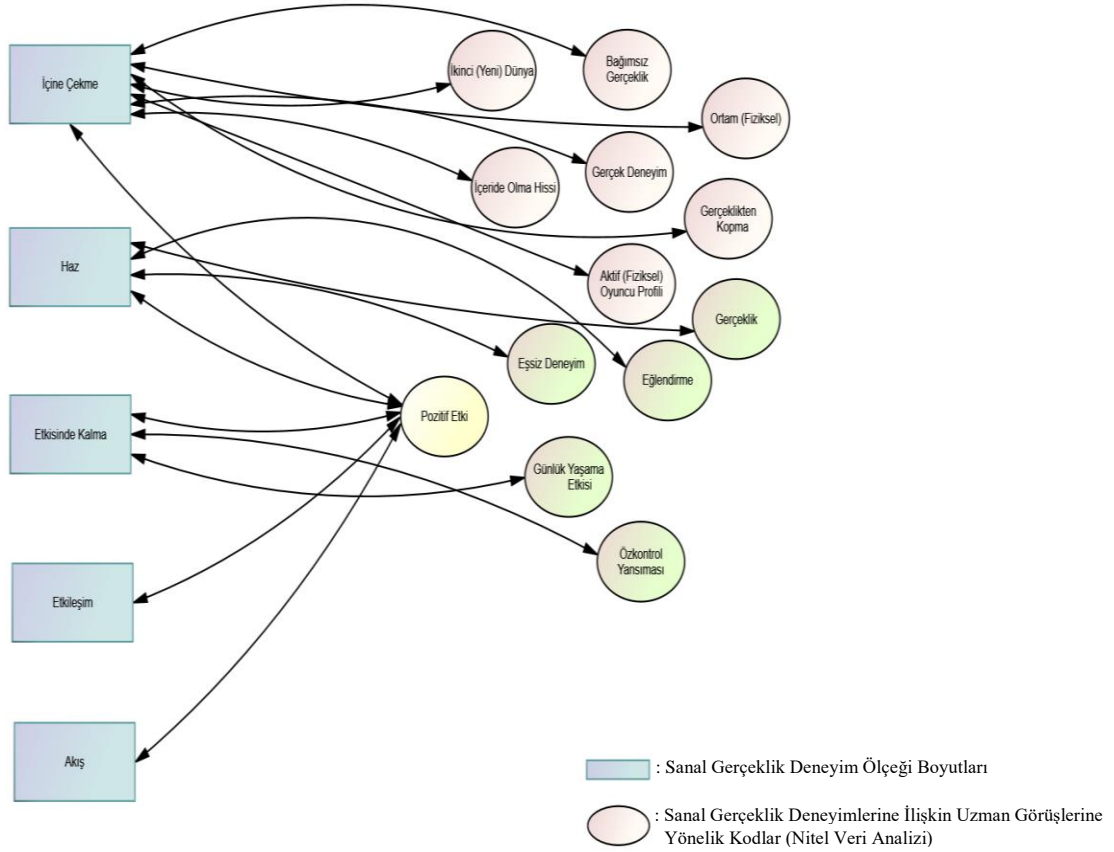 İçine Çekme
İkinci (Yeni) Dünya
Bağımsız
Gerçeklik
Ortam (Fiziksel)
Gerçek Deneyim
İçeride Olma Hissi
Gerçeklikten
Kopma
Haz
Aktif (Fiziksel)
Oyuncu Profili
Gerçeklik
Eşsiz Deneyim
Eğlendirme
Pozitif Etki
Etkisinde Kalma
Günlük Yaşama
Etkisi
Özkontrol
Yansıması
Etkileşim
Akış
: Sanal Gerçeklik Deneyim Ölçeği Boyutları
: Sanal Gerçeklik Deneyimlerine İlişkin Uzman Görüşlerine
Yönelik Kodlar (Nitel Veri Analizi)